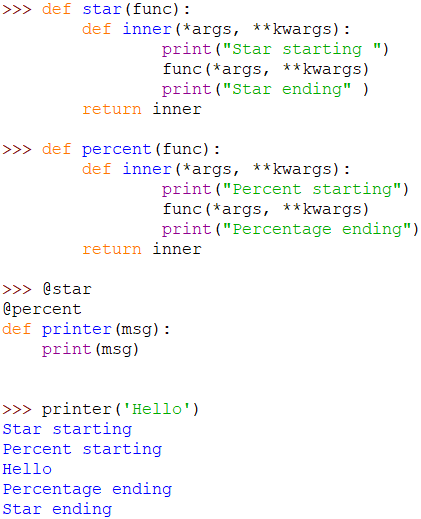 >>> def star(func):
        def inner(*args, **kwargs):
                print("Star starting ")
                func(*args, **kwargs)
                print("Star ending" )
        return inner

>>> def percent(func):
        def inner(*args, **kwargs):
                print("Percent starting")
                func(*args, **kwargs)
                print("Percentage ending")
        return inner

>>> @star
@percent
def printer(msg):
    print(msg)

>>> printer('Hello')
Star starting
Percent starting
Hello
Percentage ending
Star ending